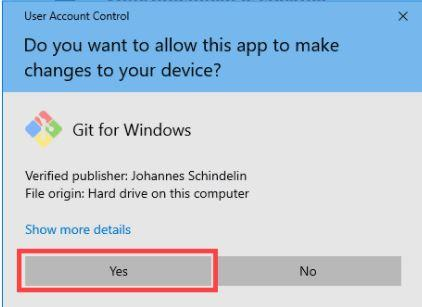 User Account Control
Do you want to allow this app to make
changes to your device?
Git for Windows
Verified publisher: Johannes Schindelin
File origin: Hard drive on this computer
Show more details
Yes
No